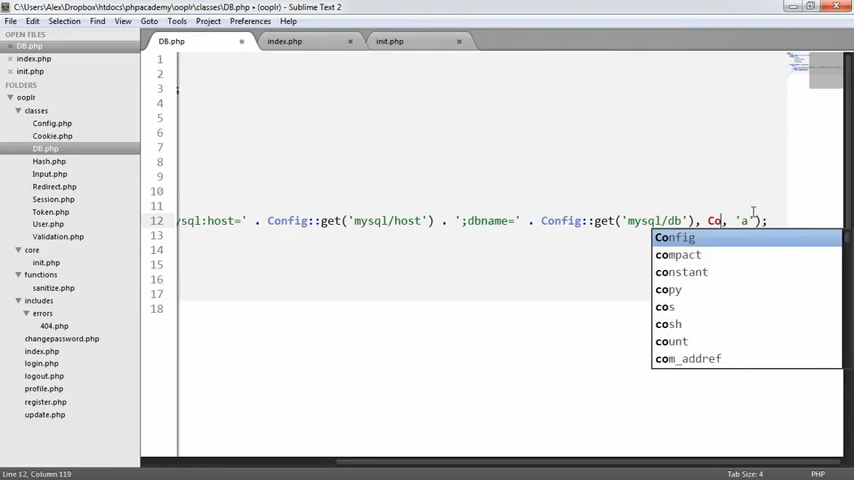 C:\Users\Alex\Dropbox\htdocs\phpacademy\ooplr\classes\DB.php • (ooplr) - Sublime Text 2
File Edit Selection Find View Goto Tools Project Preferences Help
OPEN FILES
DB.php
index.php
init.php
FOLDERS
ooplr
classes
Config.php
Cookie.php
DB.php
Hash.php
Input.php
Redirect.php
Session.php
Token.php
User.php
Validation.php
core
init.php
functions
sanitize.php
includes
errors
404.php
changepassword.php
index.php
login.php
logout.php
profile.php
register.php
update.php
DB.php index.php init.php
1
2
3 ;
4
5
6
7
8
9
10
11
12 ysql:host=' . Config::get('mysql/host') . ';dbname=' . Config::get('mysql/db'), Co, 'a');
13
14
15
16
17
18
Config
compact
constant
copy
cos
cosh
count
com_addref
Line 12, Column 119 Tab Size: 4 PHP